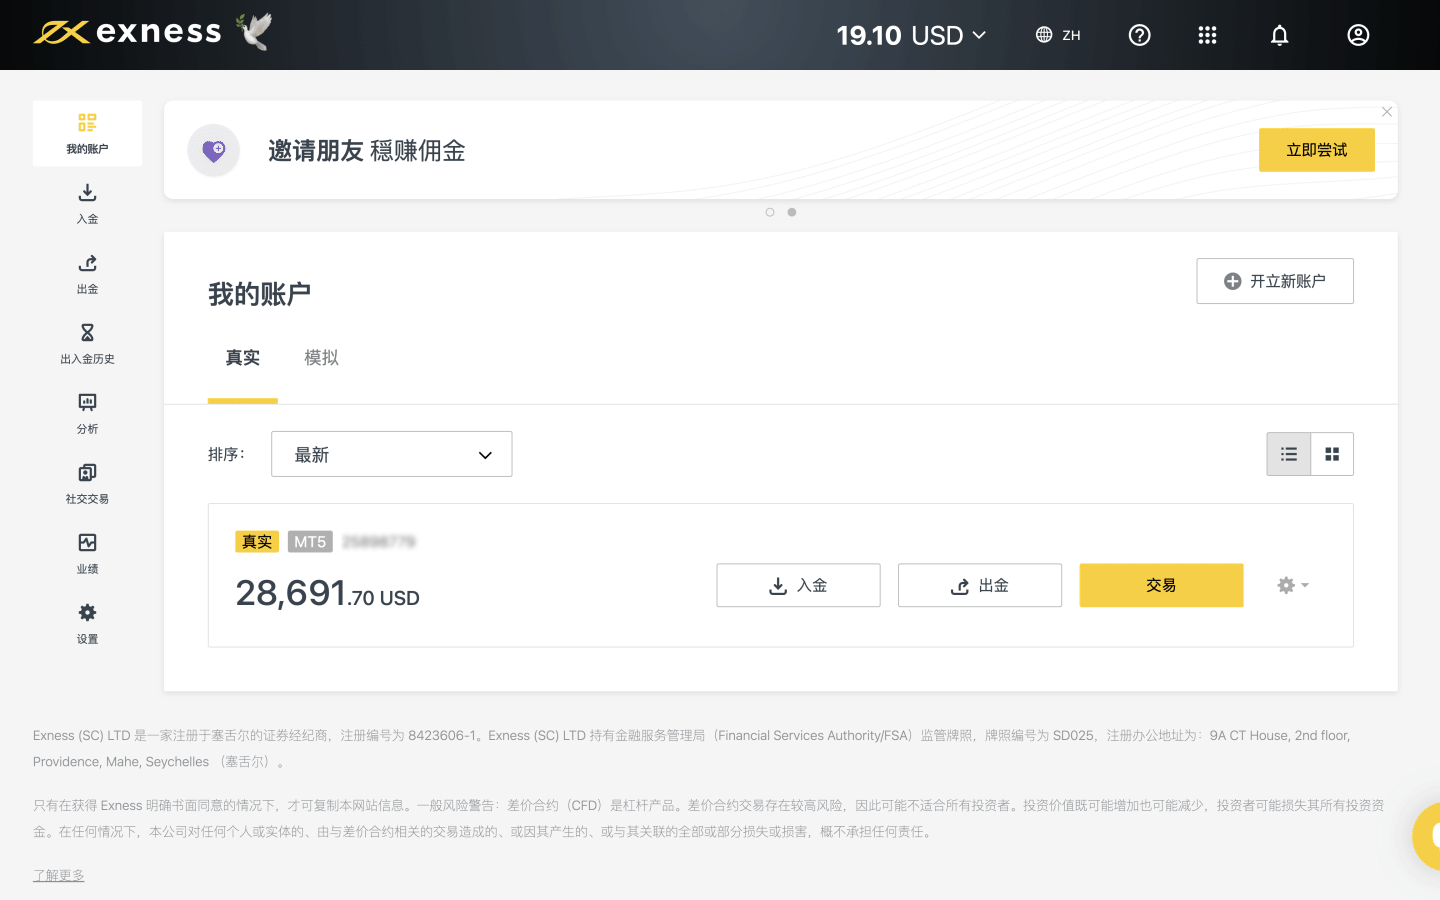 exness
19.10 USD
ZH
我的账户
入金
出金
出入金历史
分析
社交交易
业绩
设置
邀请朋友 穩赚佣金
立即尝试
我的账户
开立新账户
真实
模拟
排序：
最新
真实 MT5
28,691.70 USD
入金
出金
交易
Exness (SC) LTD 是一家注册于塞舌尔的证券经纪商，注册编号为 8423606-1。Exness (SC) LTD 持有金融服务管理局（Financial Services Authority/FSA）监管牌照，牌照编号为 SD025，注册办公地址为：9A CT House, 2nd floor,
Providence, Mahe, Seychelles （塞舌尔）。
只有在获得 Exness 明确书面同意的情况下，才可复制本网站信息。一般风险警告：差价合约（CFD）是杠杆产品。差价合约交易存在较高风险，因此可能不适合所有投资者。投资价值既可能增加也可能减少，投资者可能损失其所有投资资
金。在任何情况下，本公司对任何个人或实体的、由与差价合约相关的交易造成的、或因其产生的、或与其关联的全部或部分损失或损害，概不承担任何责任。
了解更多